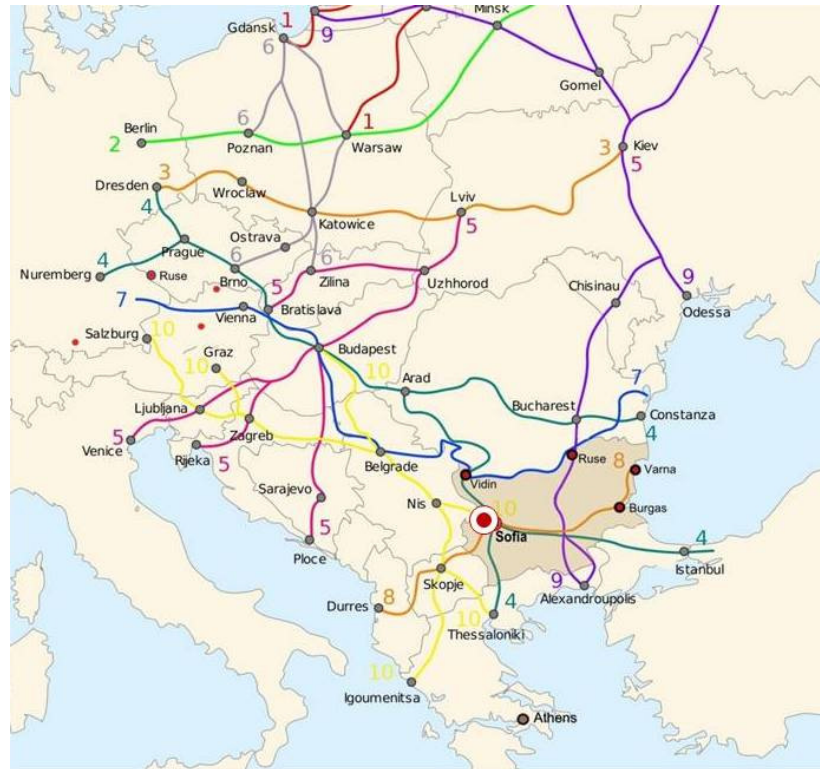 Minsk
1
Gdansk
9
6
Gomel
Berlin
6
1
2
Poznan
Warsaw
3
Kiev
5
3
Dresden
Wroclaw
4
Lviv
Katowice
5
Ostrava
Prague
6
6
4
Nuremberg
Ruse
Brno
Zilina
Uzhhorod
5
9
Chisinau
7
Odessa
Vienna
Bratislava
Salzburg
10
Graz
Budapest
10
10
Arad
7
Ljubljana
Bucharest
Constanza
4
Zagreb
5
Venice
Rijeka
5
Belgrade
Ruse
8
Varna
Vidin
Sarajevo
Nis
10
Burgas
Sofia
5
4
Ploce
Istanbul
Skopje
9
Alexandroupolis
8
Durres
4
10
Thessaloniki
10
Igoumenitsa
Athens